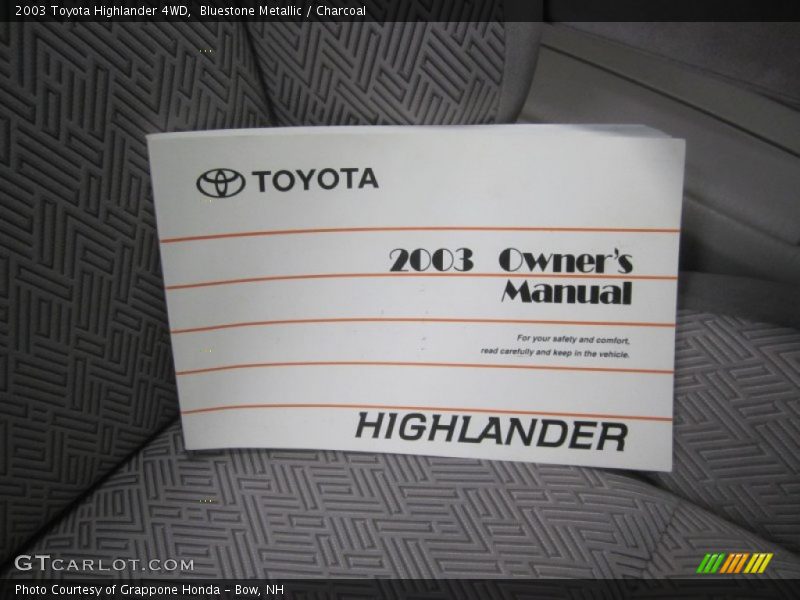 2003 Toyota Highlander 4WD, Bluestone Metallic / Charcoal
TOYOTA
2003 Owner's
Manual
For your safety and comfort,
read carefully and keep in the vehicle.
HIGHLANDER
GTCARLOT.COM
Photo Courtesy of Grappone Honda - Bow, NH